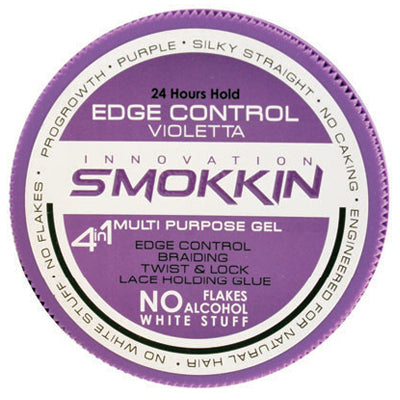 PROGROWTH • PURPLE • SILKY STRAIGHT • NO CAKING • ENGINEERED FOR NATURAL HAIR • NO WHITE STUFF • NO FLAKES •
24 Hours Hold
EDGE CONTROL
VIOLETTA
INNOVATION
SMOKKIN
4in1 MULTI PURPOSE GEL
EDGE CONTROL
BRAIDING
TWIST & LOCK
LACE HOLDING GLUE
NO FLAKES
ALCOHOL
WHITE STUFF